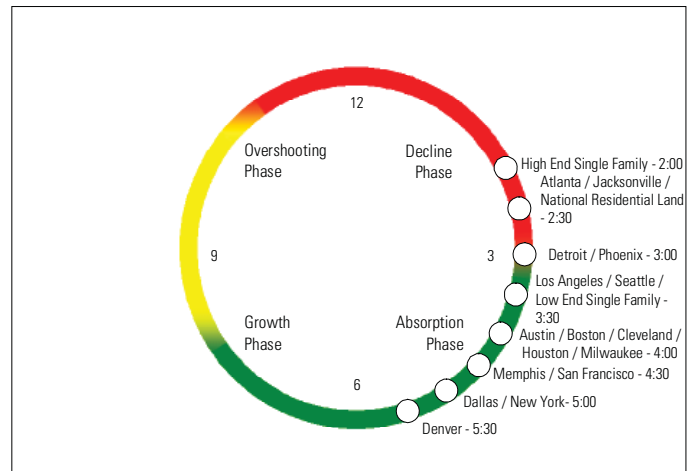 12
Overshooting
Phase
Decline
Phase
High End Single Family - 2:00
Atlanta / Jacksonville /
National Residential Land
- 2:30
9
3
Detroit / Phoenix - 3:00
Los Angeles / Seattle /
Low End Single Family -
3:30
Growth
Phase
Absorption
Phase
Austin / Boston / Cleveland /
Houston / Milwaukee - 4:00
Memphis / San Francisco - 4:30
6
Dallas / New York- 5:00
Denver - 5:30